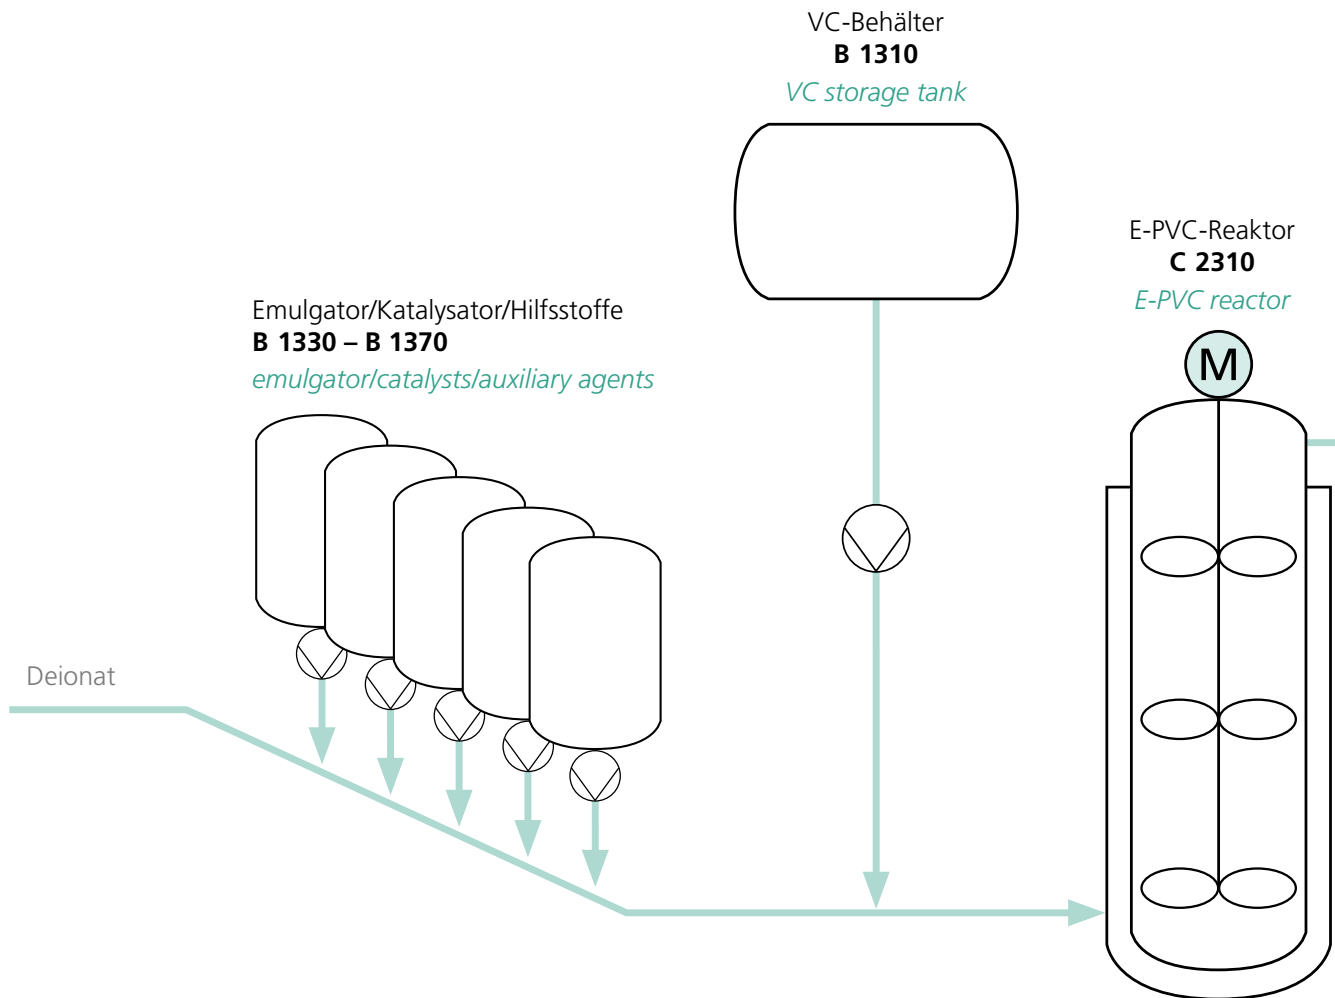 VC-Behälter
B 1310
VC storage tank
E-PVC-Reaktor
C 2310
E-PVC reactor
M
Emulgator/Katalysator/Hilfsstoffe
B 1330 – B 1370
emulgator/catalysts/auxiliary agents
Deionat